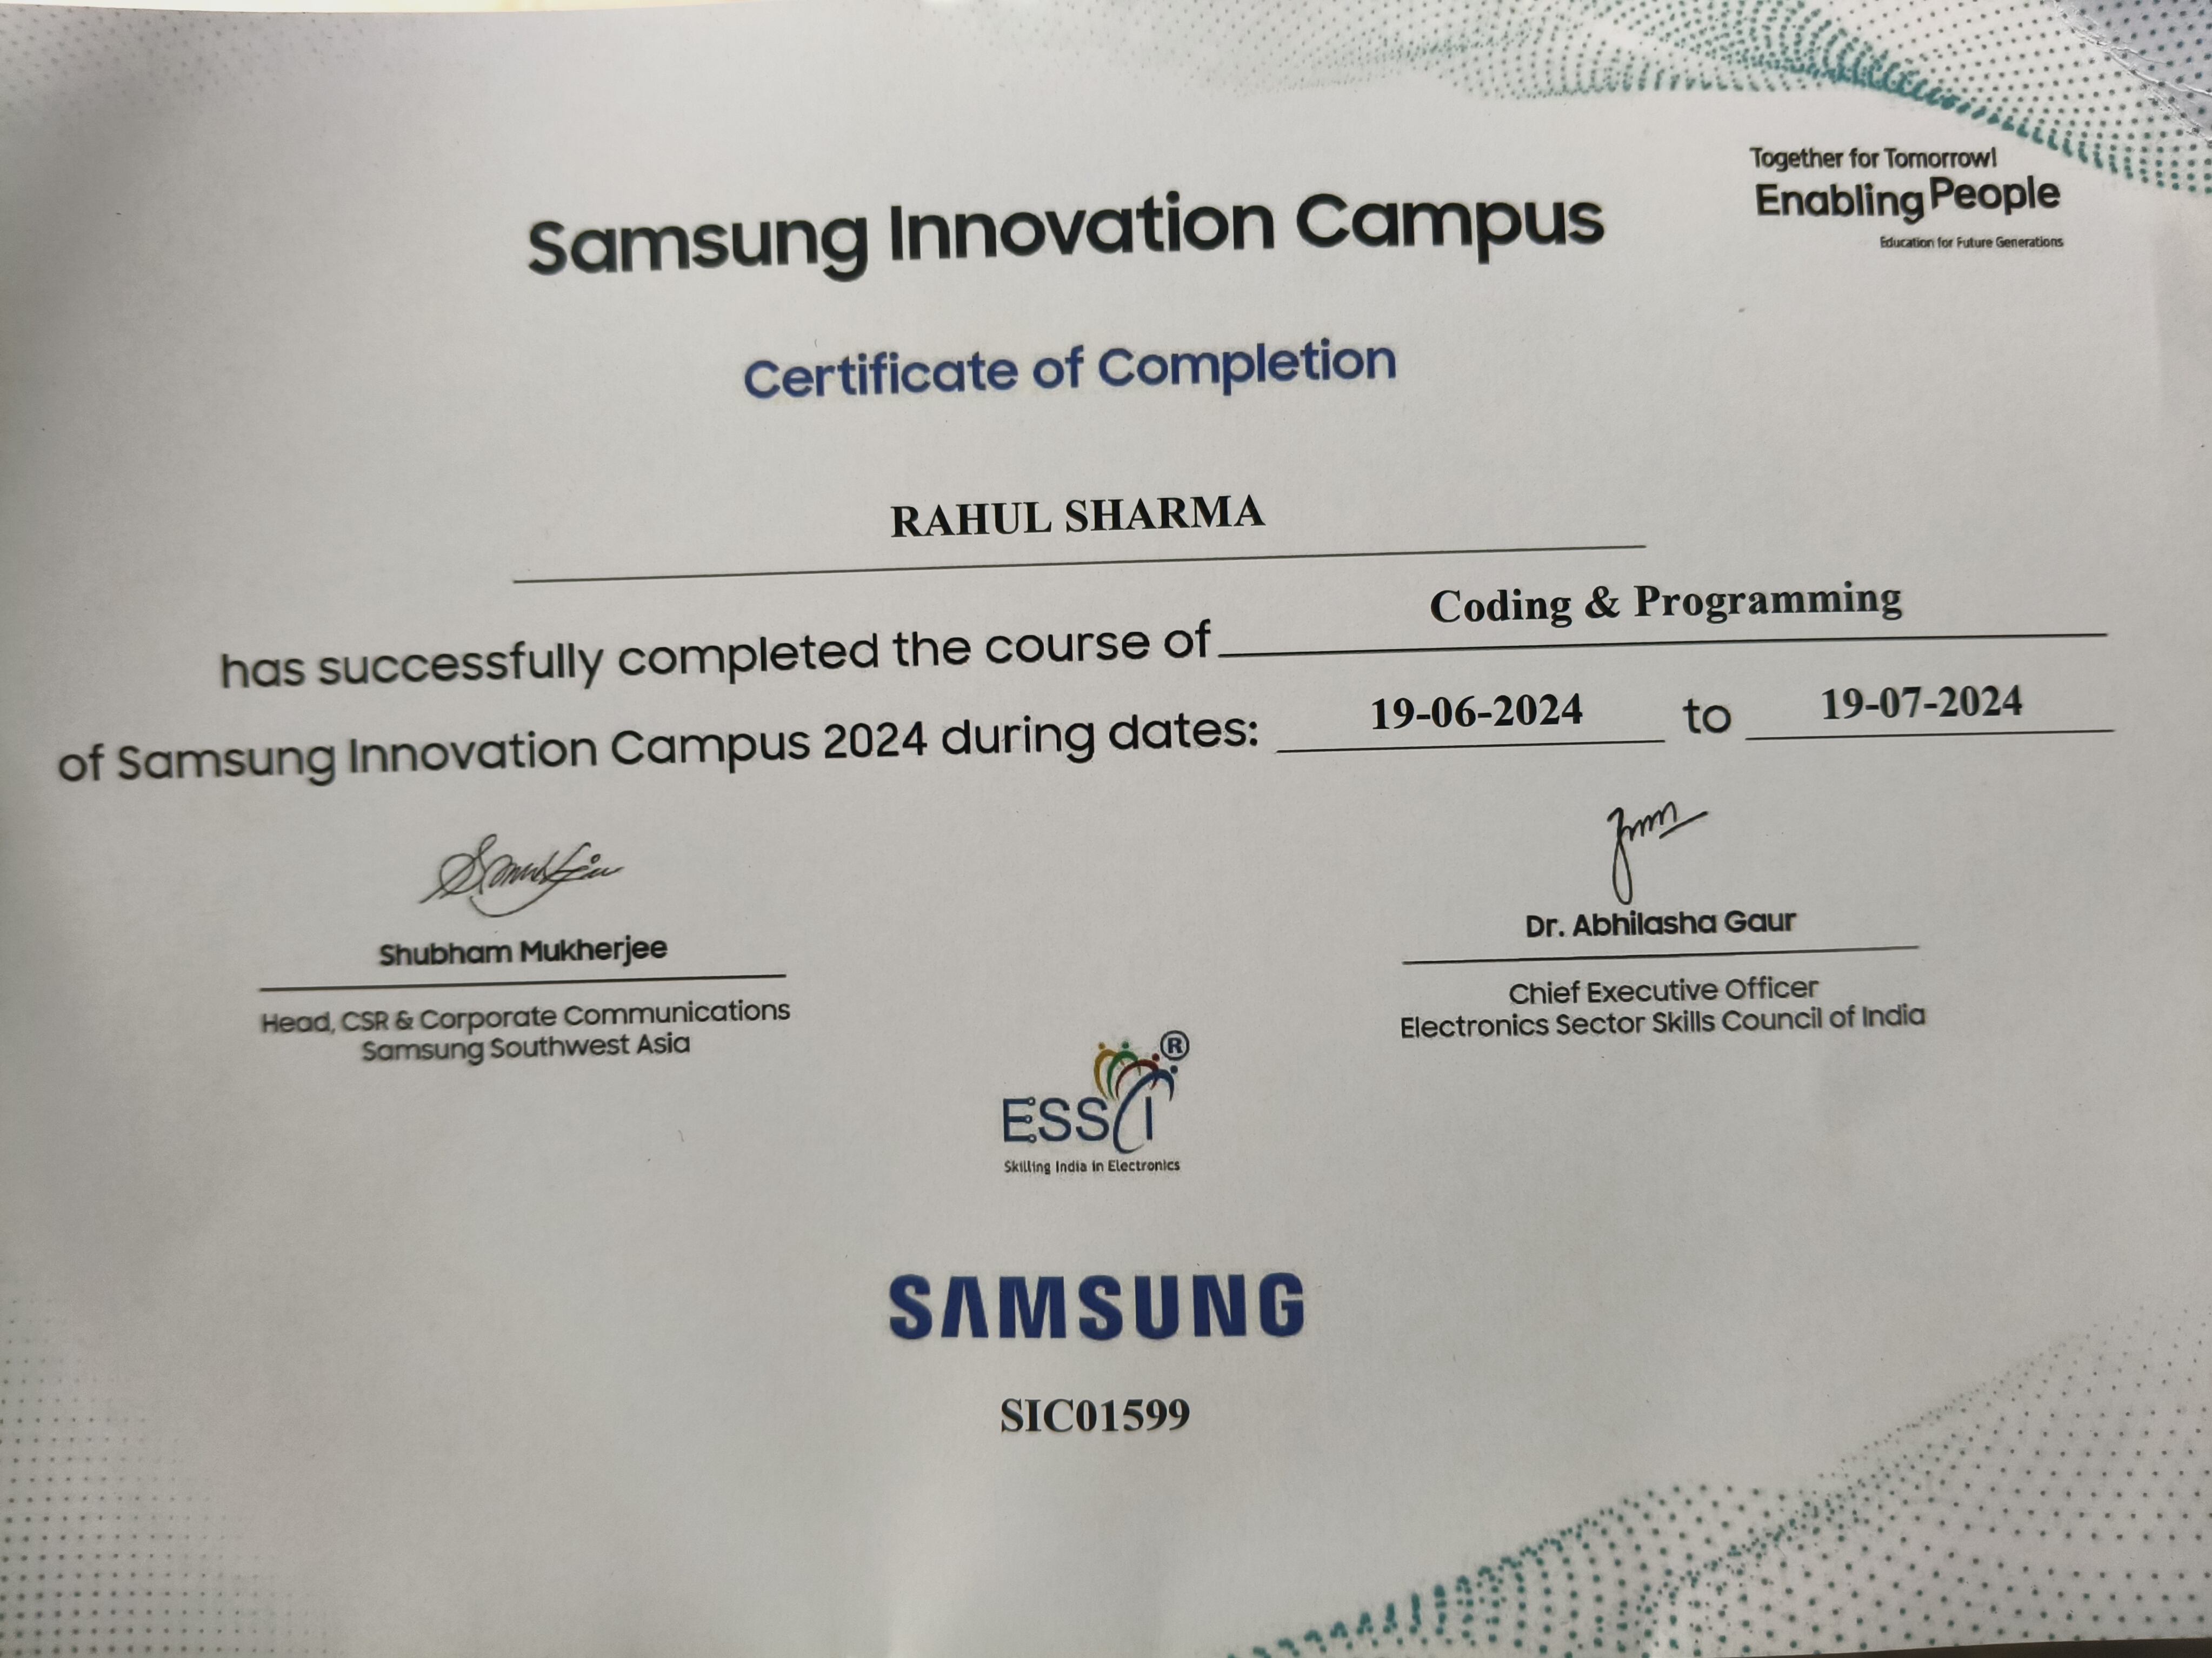 Together for Tomorrow!
Enabling People
Education for Future Generations
Samsung Innovation Campus
Certificate of Completion
RAHUL SHARMA
has successfully completed the course of Coding & Programming
of Samsung Innovation Campus 2024 during dates: 19-06-2024 to 19-07-2024
Shubham Mukherjee
Head, CSR & Corporate Communications
Samsung Southwest Asia
Dr. Abhilasha Gaur
Chief Executive Officer
Electronics Sector Skills Council of India
ESSCI ®
Skilling India in Electronics
SAMSUNG
SIC01599